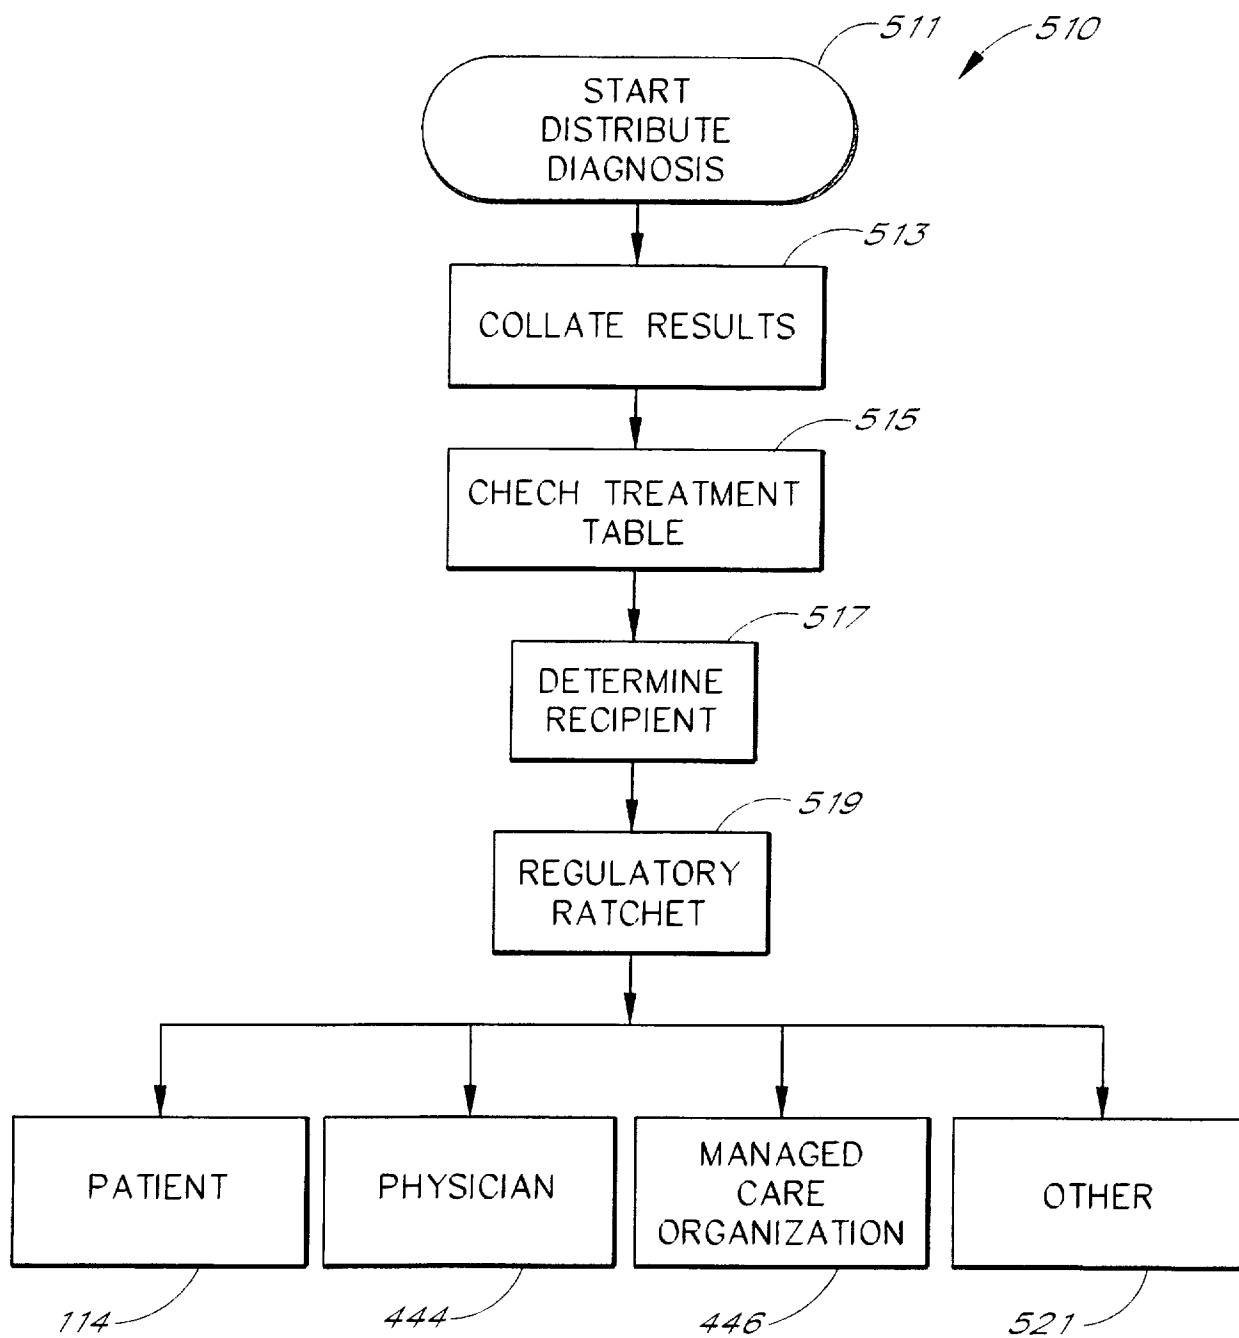 511
510
START
DISTRIBUTE
DIAGNOSIS
513
COLLATE RESULTS
515
CHECH TREATMENT
TABLE
517
DETERMINE
RECIPIENT
519
REGULATORY
RATCHET
PATIENT
PHYSICIAN
MANAGED
CARE
ORGANIZATION
OTHER
114
444
446
521